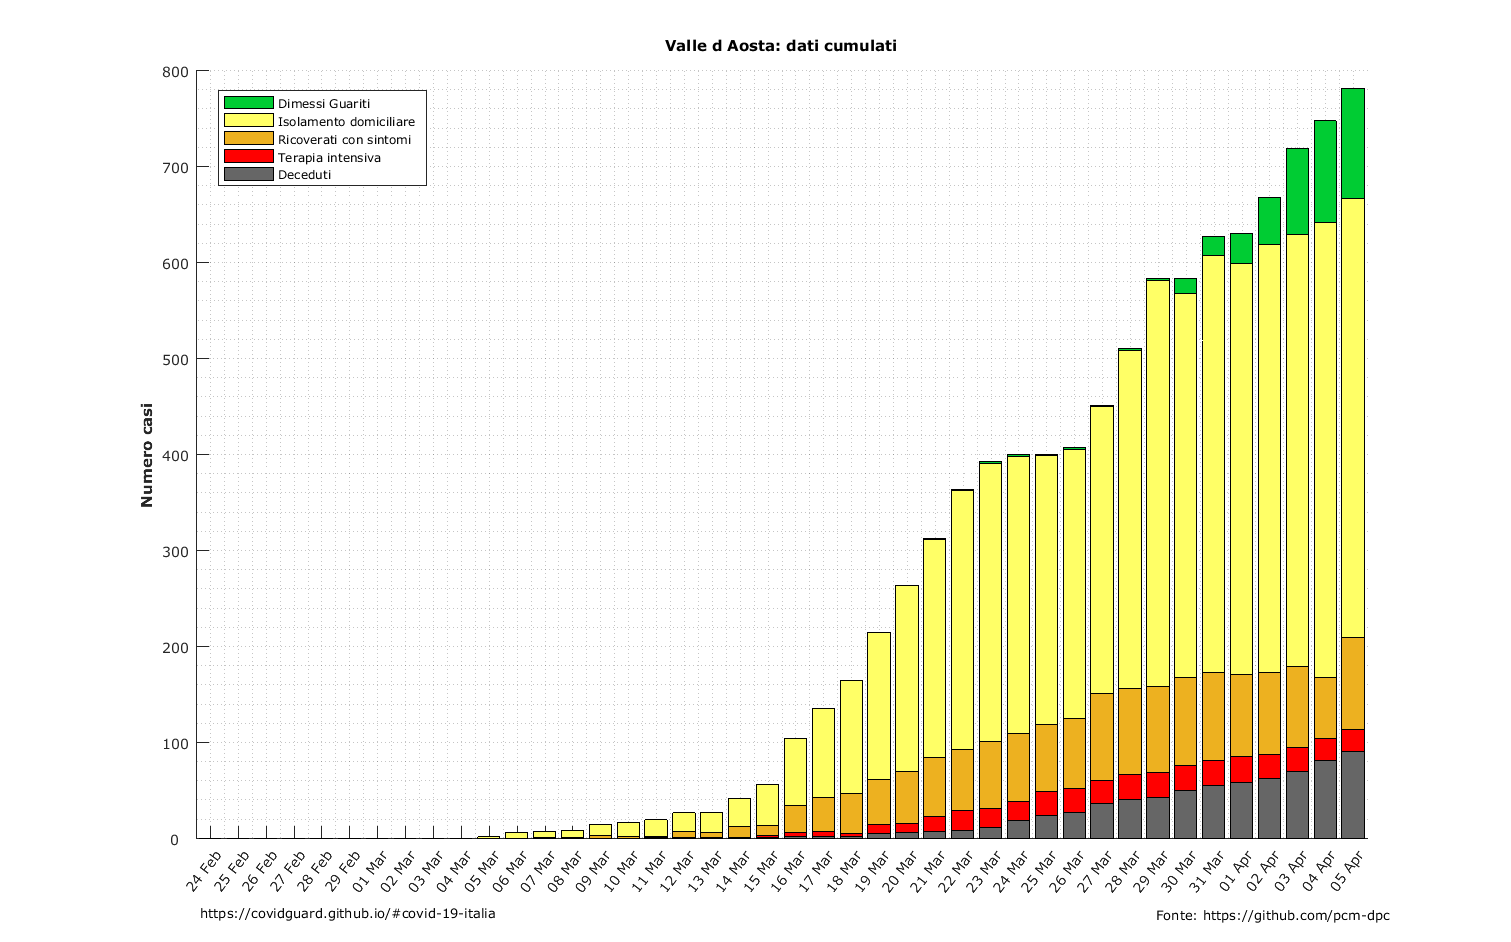 Valle d Aosta: dati cumulati
800
700
600
500
400
300
200
100
0
Numero casi
Dimessi Guariti
Isolamento domiciliare
Ricoverati con sintomi
Terapia intensiva
Deceduti
24 Feb
25 Feb
26 Feb
27 Feb
28 Feb
29 Feb
01 Mar
02 Mar
03 Mar
04 Mar
05 Mar
06 Mar
07 Mar
08 Mar
09 Mar
10 Mar
11 Mar
12 Mar
13 Mar
14 Mar
15 Mar
16 Mar
17 Mar
18 Mar
19 Mar
20 Mar
21 Mar
22 Mar
23 Mar
24 Mar
25 Mar
26 Mar
27 Mar
28 Mar
29 Mar
30 Mar
31 Mar
01 Apr
02 Apr
03 Apr
04 Apr
05 Apr
https://covidguard.github.io/#covid-19-italia
Fonte: https://github.com/pcm-dpc